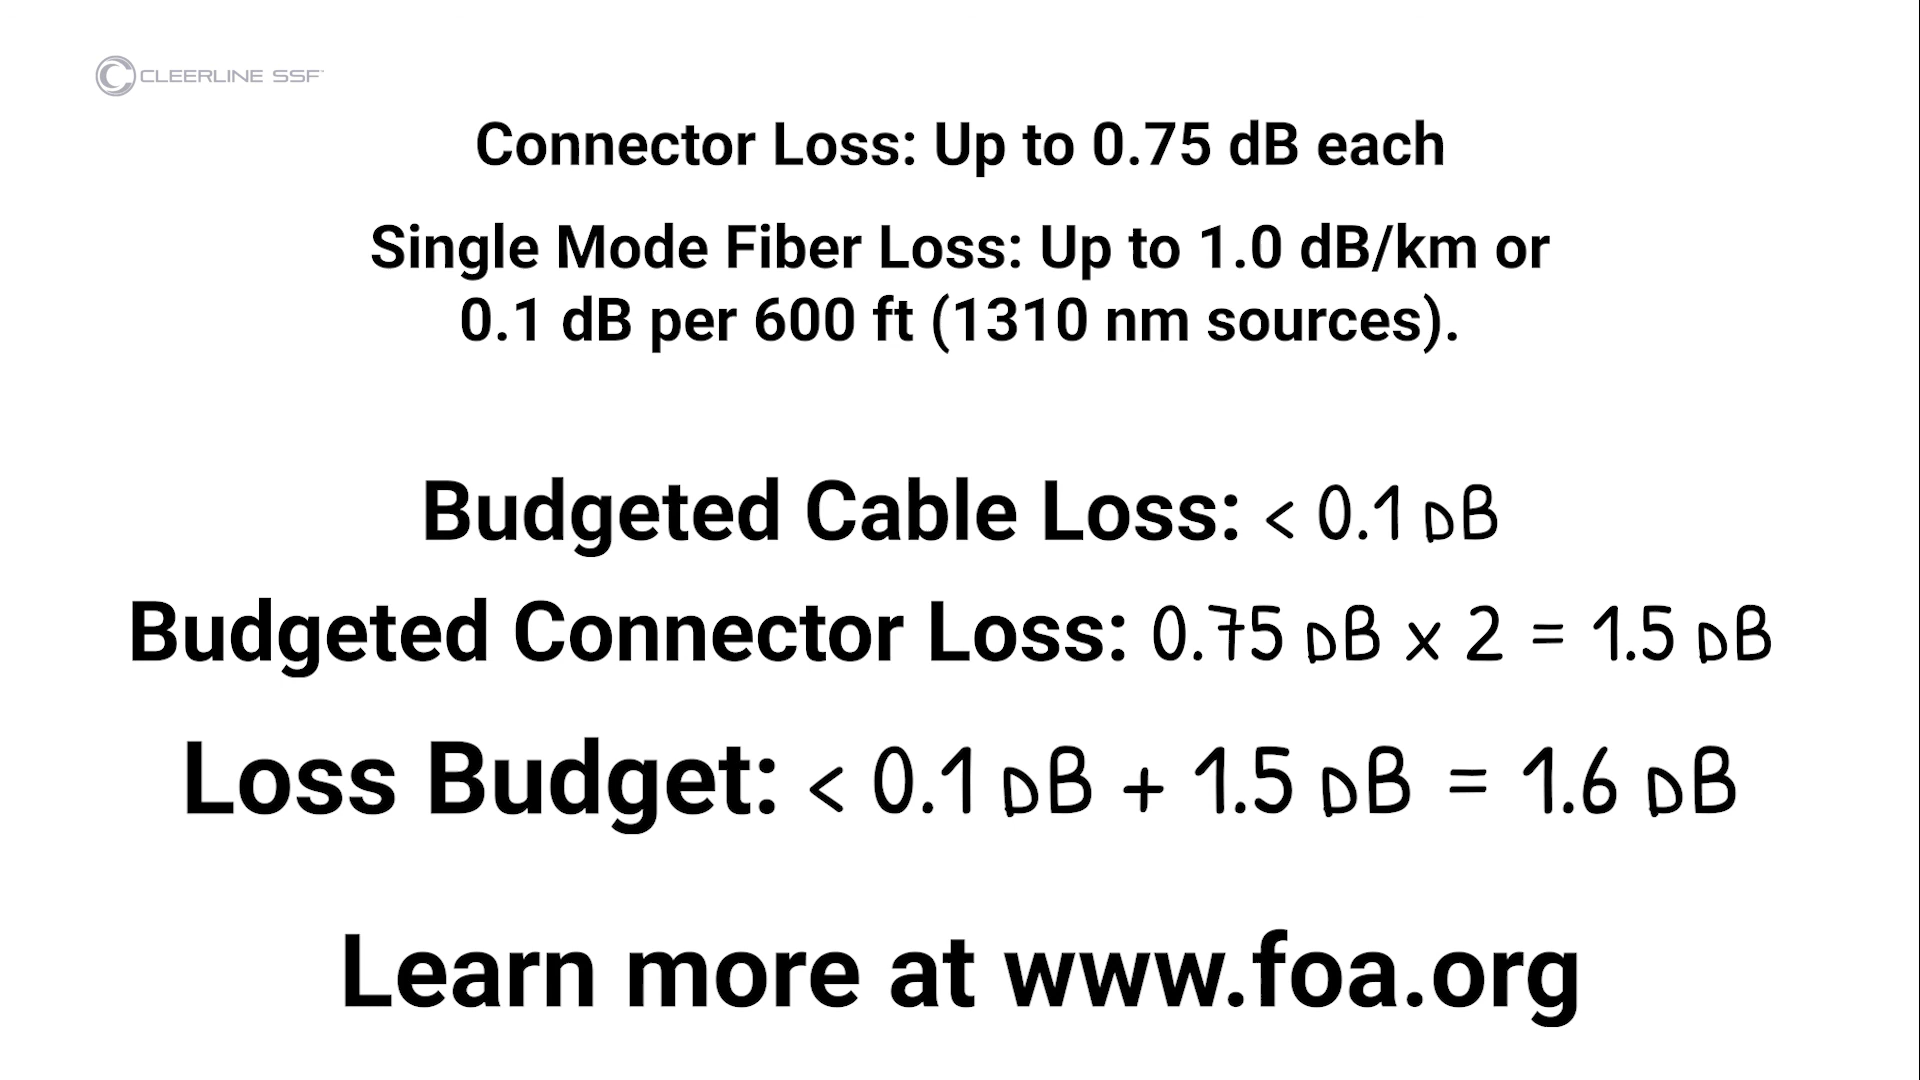 CLEERLINE SSF™
Connector Loss: Up to 0.75 dB each
Single Mode Fiber Loss: Up to 1.0 dB/km or
0.1 dB per 600 ft (1310 nm sources).
Budgeted Cable Loss: < 0.1 DB
Budgeted Connector Loss: 0.75 DB x 2 = 1.5 DB
Loss Budget: < 0.1 DB + 1.5 DB = 1.6 DB
Learn more at www.foa.org